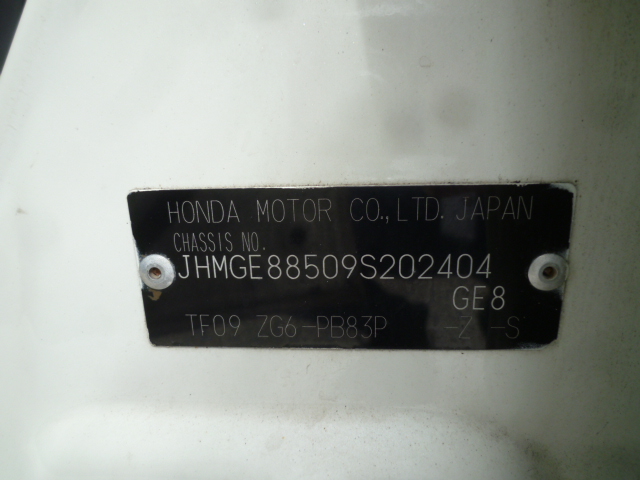 HONDA MOTOR CO.,LTD. JAPAN
CHASSIS NO.
JHMGE88509S202404
GE8
TF09 ZG6-PB83P -Z -S